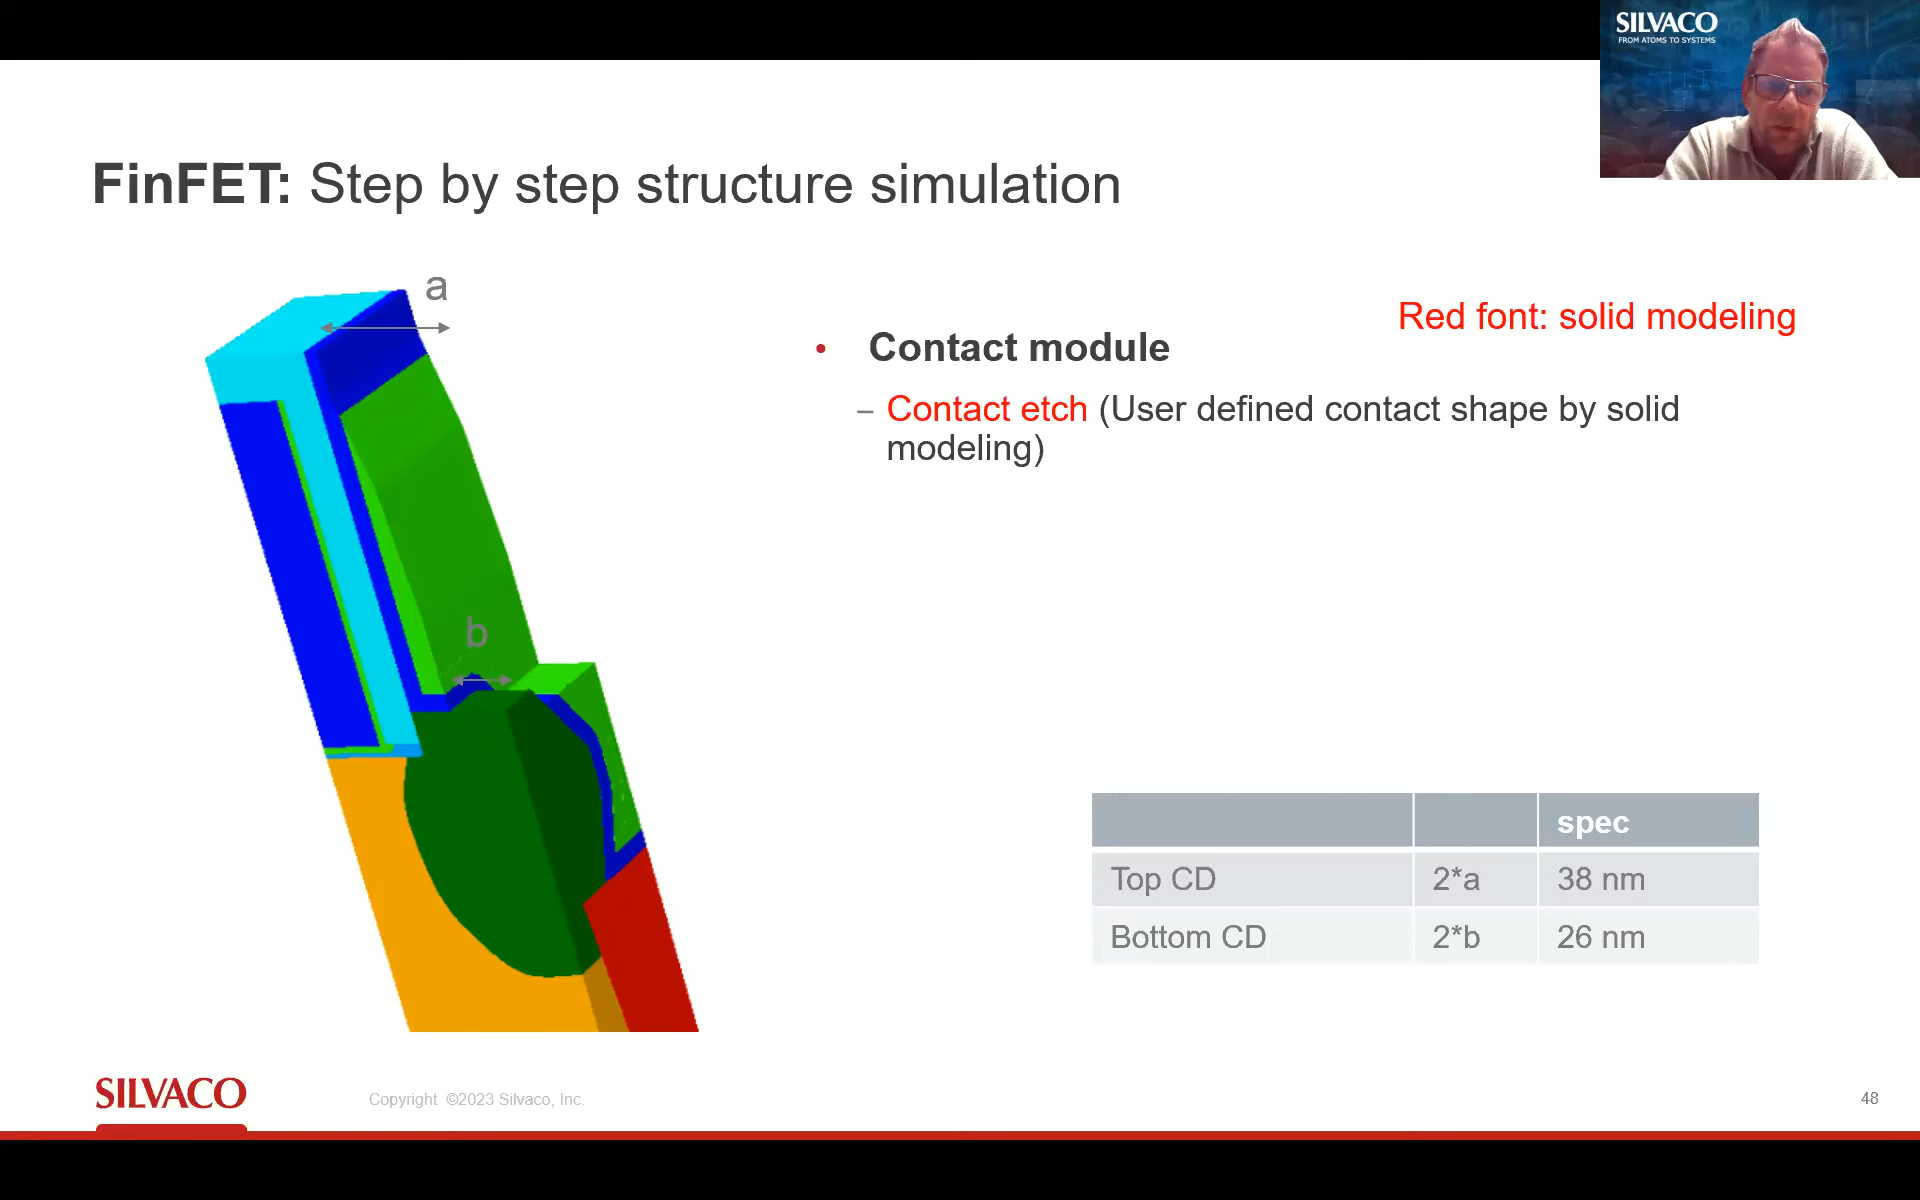 SILVACO
FROM ATOMS TO SYSTEMS
FinFET: Step by step structure simulation
a
Red font: solid modeling
• Contact module
– Contact etch (User defined contact shape by solid
modeling)
b
spec
Top CD 2*a 38 nm
Bottom CD 2*b 26 nm
SILVACO
Copyright ©2023 Silvaco, Inc.
48